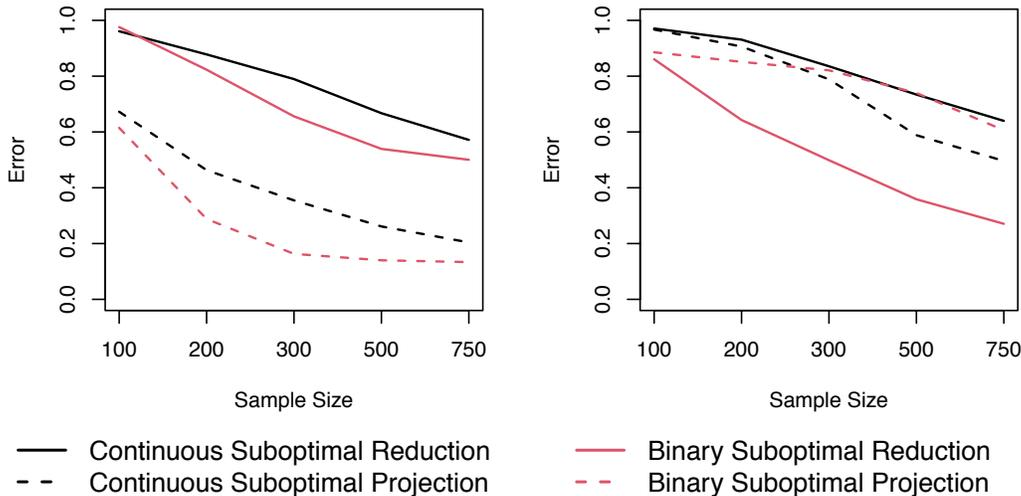 1.0
0.8
0.6
0.4
0.2
0.0
Error
100 200 300 500 750
Sample Size
1.0
0.8
0.6
0.4
0.2
0.0
Error
100 200 300 500 750
Sample Size
Continuous Suboptimal Reduction
Continuous Suboptimal Projection
Binary Suboptimal Reduction
Binary Suboptimal Projection